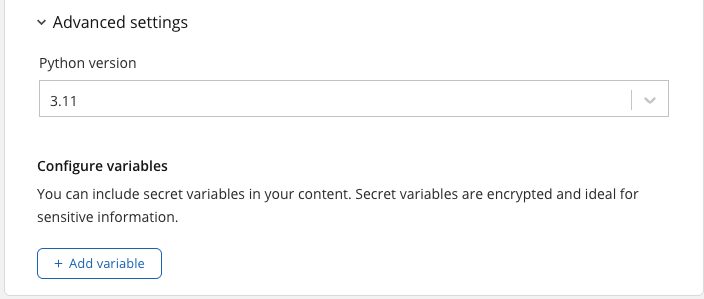 Advanced settings
Python version
3.11
Configure variables
You can include secret variables in your content. Secret variables are encrypted and ideal for
sensitive information.
+ Add variable